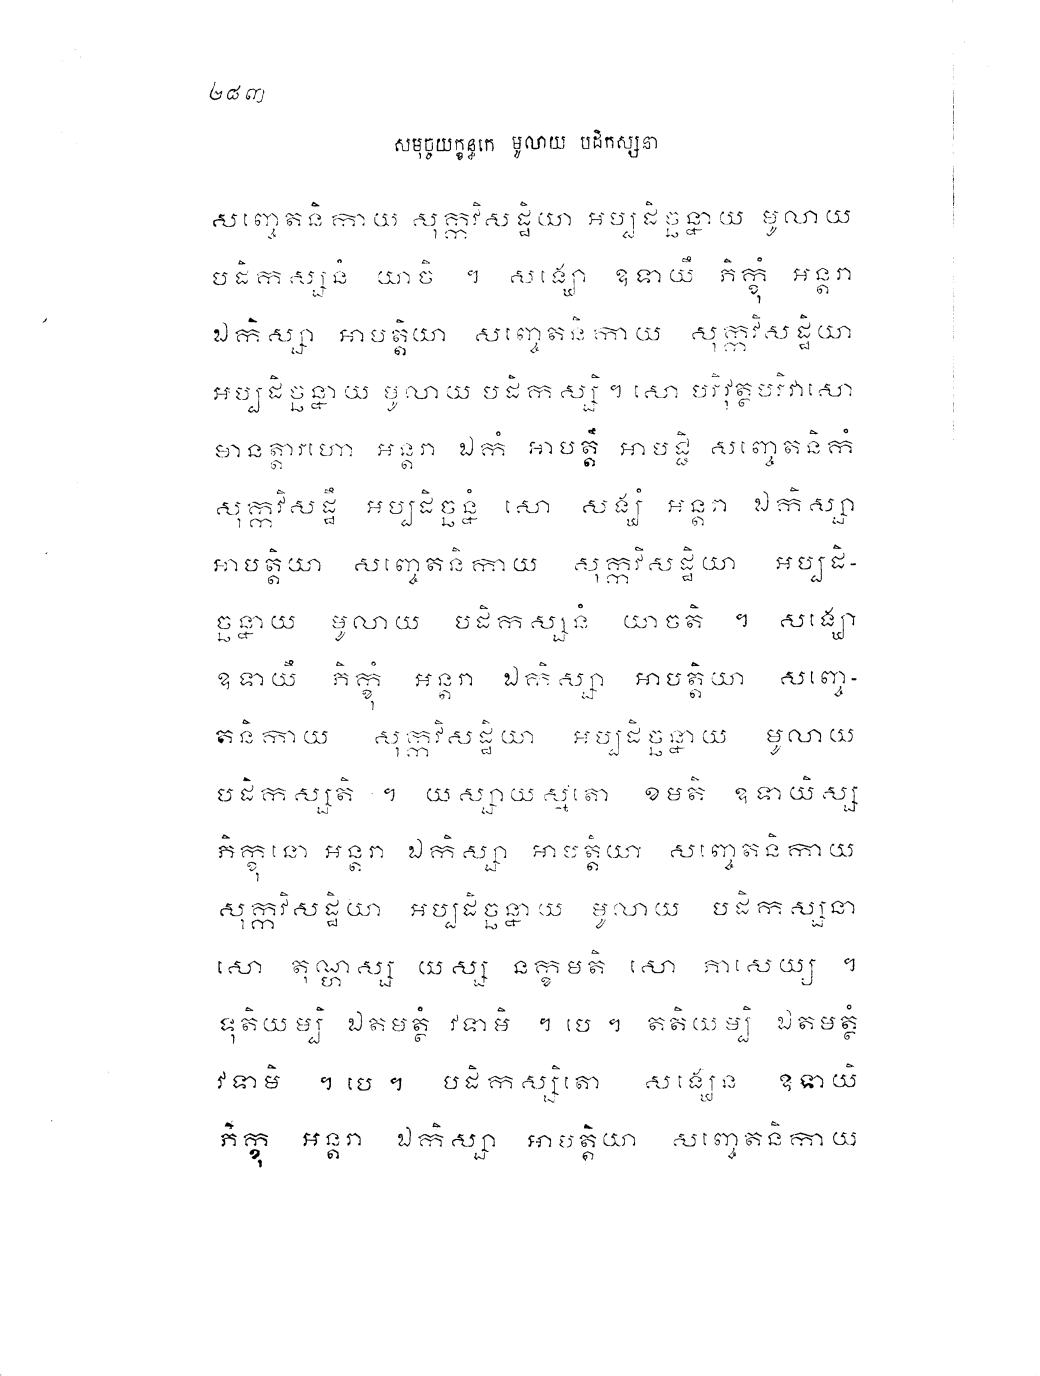 ២៨៣
សមុច្ចយក្ខន្ធកេ មូលាយ បដិកស្សនា
សញ្ចេតនិកាយ សុក្កវិសដ្ឋិយា អប្បដិច្ឆន្នាយ មូលាយ
បដិកស្សនំ យាចិ ។ សង្ឃោ ឧទាយឹ ភិក្ខុំ អន្តរា
ឯកិស្សា អាបត្តិយា សញ្ចេតនិកាយ សុក្កវិសដ្ឋិយា
អប្បដិច្ឆន្នាយ មូលាយ បដិកស្សិ ។ សោ បរិវុត្ថបរិវាសោ
មានត្តារហោ អន្តរា ឯកំ អាបត្តឹ អាបជ្ជិ សញ្ចេតនិកំ
សុក្កវិសដ្ឋឹ អប្បដិច្ឆន្នំ សោ សង្ឃំ អន្តរា ឯកិស្សា
អាបត្តិយា សញ្ចេតនិកាយ សុក្កវិសដ្ឋិយា អប្បដិ-
ច្ឆន្នាយ មូលាយ បដិកស្សនំ យាចតិ ។ សង្ឃោ
ឧទាយឹ ភិក្ខុំ អន្តរា ឯកិស្សា អាបត្តិយា សញ្ចេ-
តនិកាយ សុក្កវិសដ្ឋិយា អប្បដិច្ឆន្នាយ មូលាយ
បដិកស្សតិ ។ យស្សាយស្មតោ ខមតិ ឧទាយិស្ស
ភិក្ខុនោ អន្តរា ឯកិស្សា អាបត្តិយា សញ្ចេតនិកាយ
សុក្កវិសដ្ឋិយា អប្បដិច្ឆន្នាយ មូលាយ បដិកស្សនា
សោ តុណ្ហស្ស យស្ស នក្ខមតិ សោ ភាសេយ្យ ។
ទុតិយម្បិ ឯតមត្ថំ វទាមិ ។ បេ ។ តតិយម្បិ ឯតមត្ថំ
វទាមិ ។ បេ ។ បដិកស្សិតោ សង្ឃេន ឧទាយិ
ភិក្ខុ អន្តរា ឯកិស្សា អាបត្តិយា សញ្ចេតនិកាយ